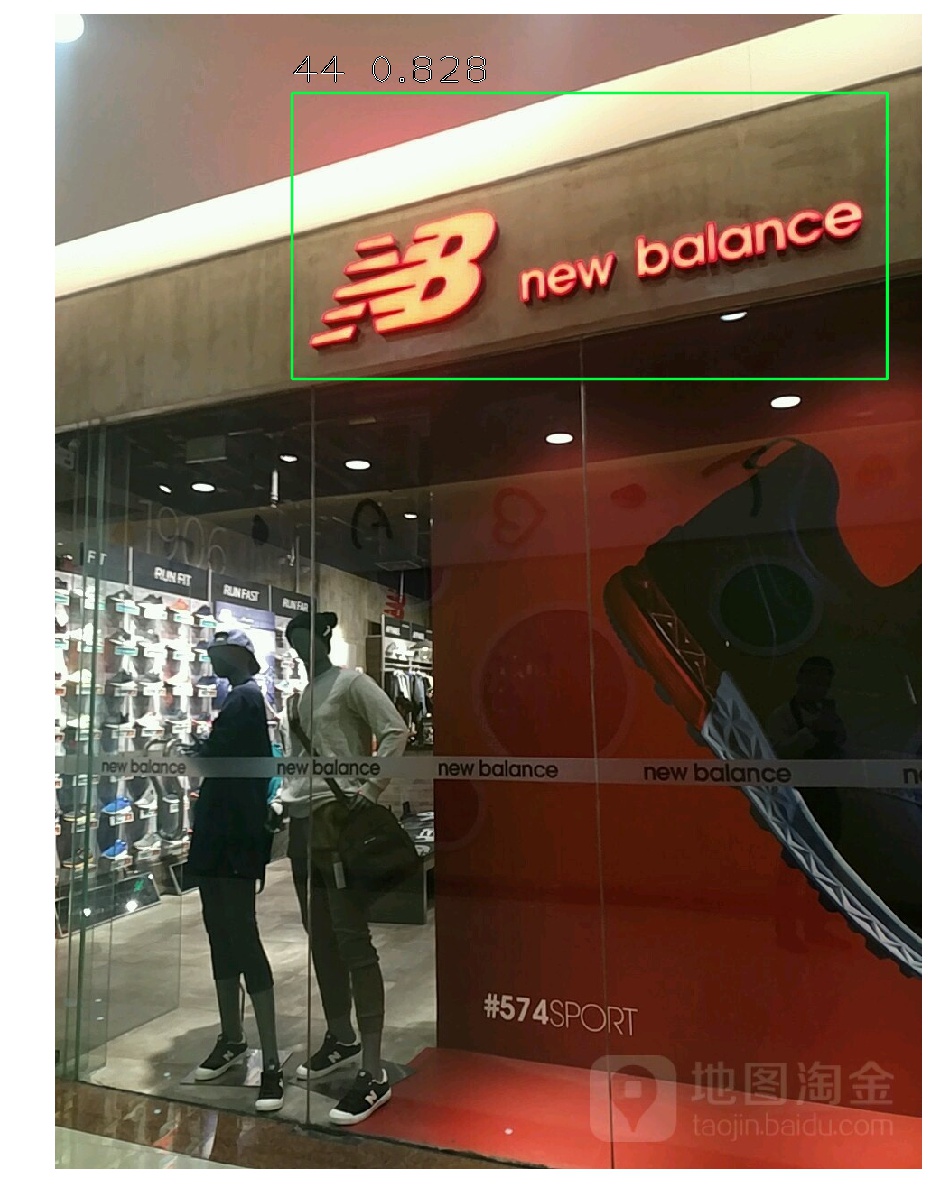 44 0.828
NB new balance
1906
RUN FIT
RUN FAST
RUN FAR
new balance
new balance
new balance
new balance
#574SPORT
N
N
N
地图淘金
taojin.baidu.com